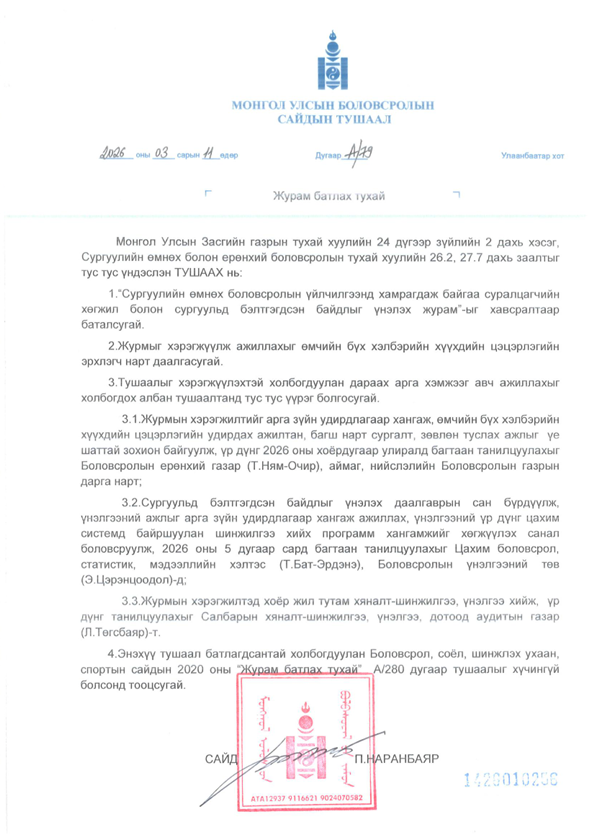 МОНГОЛ УЛСЫН БОЛОВСРОЛЫН
САЙДЫН ТУШААЛ
2026 оны 03 сарын 11 өдөр Дугаар А/79 Улаанбаатар хот
Журам батлах тухай
Монгол Улсын Засгийн газрын тухай хуулийн 24 дүгээр зүйлийн 2 дахь хэсэг,
Сургуулийн өмнөх болон ерөнхий боловсролын тухай хуулийн 26.2, 27.7 дахь заалтыг
тус тус үндэслэн ТУШААХ нь:
1."Сургуулийн өмнөх боловсролын үйлчилгээнд хамрагдаж байгаа суралцагчийн
хөгжил болон сургуульд бэлтгэгдсэн байдлыг үнэлэх журам"-ыг хавсралтаар
баталсугай.
2.Журмыг хэрэгжүүлж ажиллахыг өмчийн бүх хэлбэрийн хүүхдийн цэцэрлэгийн
эрхлэгч нарт даалгасугай.
3.Тушаалыг хэрэгжүүлэхтэй холбогдуулан дараах арга хэмжээг авч ажиллахыг
холбогдох албан тушаалтанд тус тус үүрэг болгосугай.
3.1.Журмын хэрэгжилтийг арга зүйн удирдлагаар хангаж, өмчийн бүх хэлбэрийн
хүүхдийн цэцэрлэгийн удирдах ажилтан, багш нарт сургалт, зөвлөн туслах ажлыг үе
шаттай зохион байгуулж, үр дүнг 2026 оны хоёрдугаар улиралд багтаан танилцуулахыг
Боловсролын ерөнхий газар (Т.Ням-Очир), аймаг, нийслэлийн Боловсролын газрын
дарга нарт;
3.2.Сургуульд бэлтгэгдсэн байдлыг үнэлэх даалгаврын сан бүрдүүлж,
үнэлгээний ажлыг арга зүйн удирдлагаар хангаж ажиллах, үнэлгээний үр дүнг цахим
системд байршуулан шинжилгээ хийх программ хангамжийг хөгжүүлэх санал
боловсруулж, 2026 оны 5 дугаар сард багтаан танилцуулахыг Цахим боловсрол,
статистик, мэдээллийн хэлтэс (Т.Бат-Эрдэнэ), Боловсролын үнэлгээний төв
(Э.Цэрэнцоодол)-д;
3.3.Журмын хэрэгжилтэд хоёр жил тутам хяналт-шинжилгээ, үнэлгээ хийж, үр
дүнг танилцуулахыг Салбарын хяналт-шинжилгээ, үнэлгээ, дотоод аудитын газар
(Л.Төгсбаяр)-т.
4.Энэхүү тушаал батлагдсантай холбогдуулан Боловсрол, соёл, шинжлэх ухаан,
спортын сайдын 2020 оны "Журам батлах тухай" А/280 дугаар тушаалыг хүчингүй
болсонд тооцсугай.
САЙД П.НАРАНБАЯР
АТА12937 9116621 9024070582
1426010256